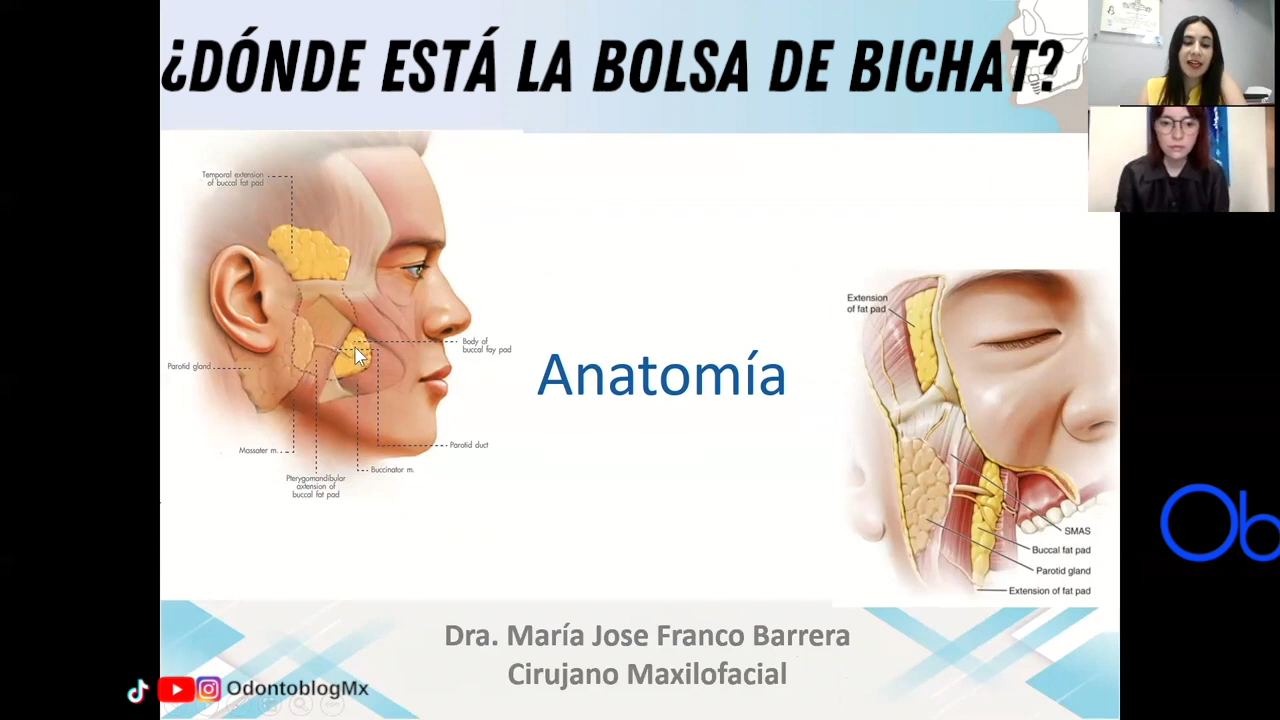 ¿DÓNDE ESTÁ LA BOLSA DE BICHAT?
Temporal extension
of buccal fat pad
Body of
buccal fay pad
Parotid gland
Parotid duct
Massater m.
Buccinator m.
Pterygomandibular
extension of
buccal fat pad
Anatomía
Extension
of fat pad
SMAS
Buccal fat pad
Parotid gland
Extension of fat pad
Dra. María Jose Franco Barrera
Cirujano Maxilofacial
OdontoblogMx
Ob